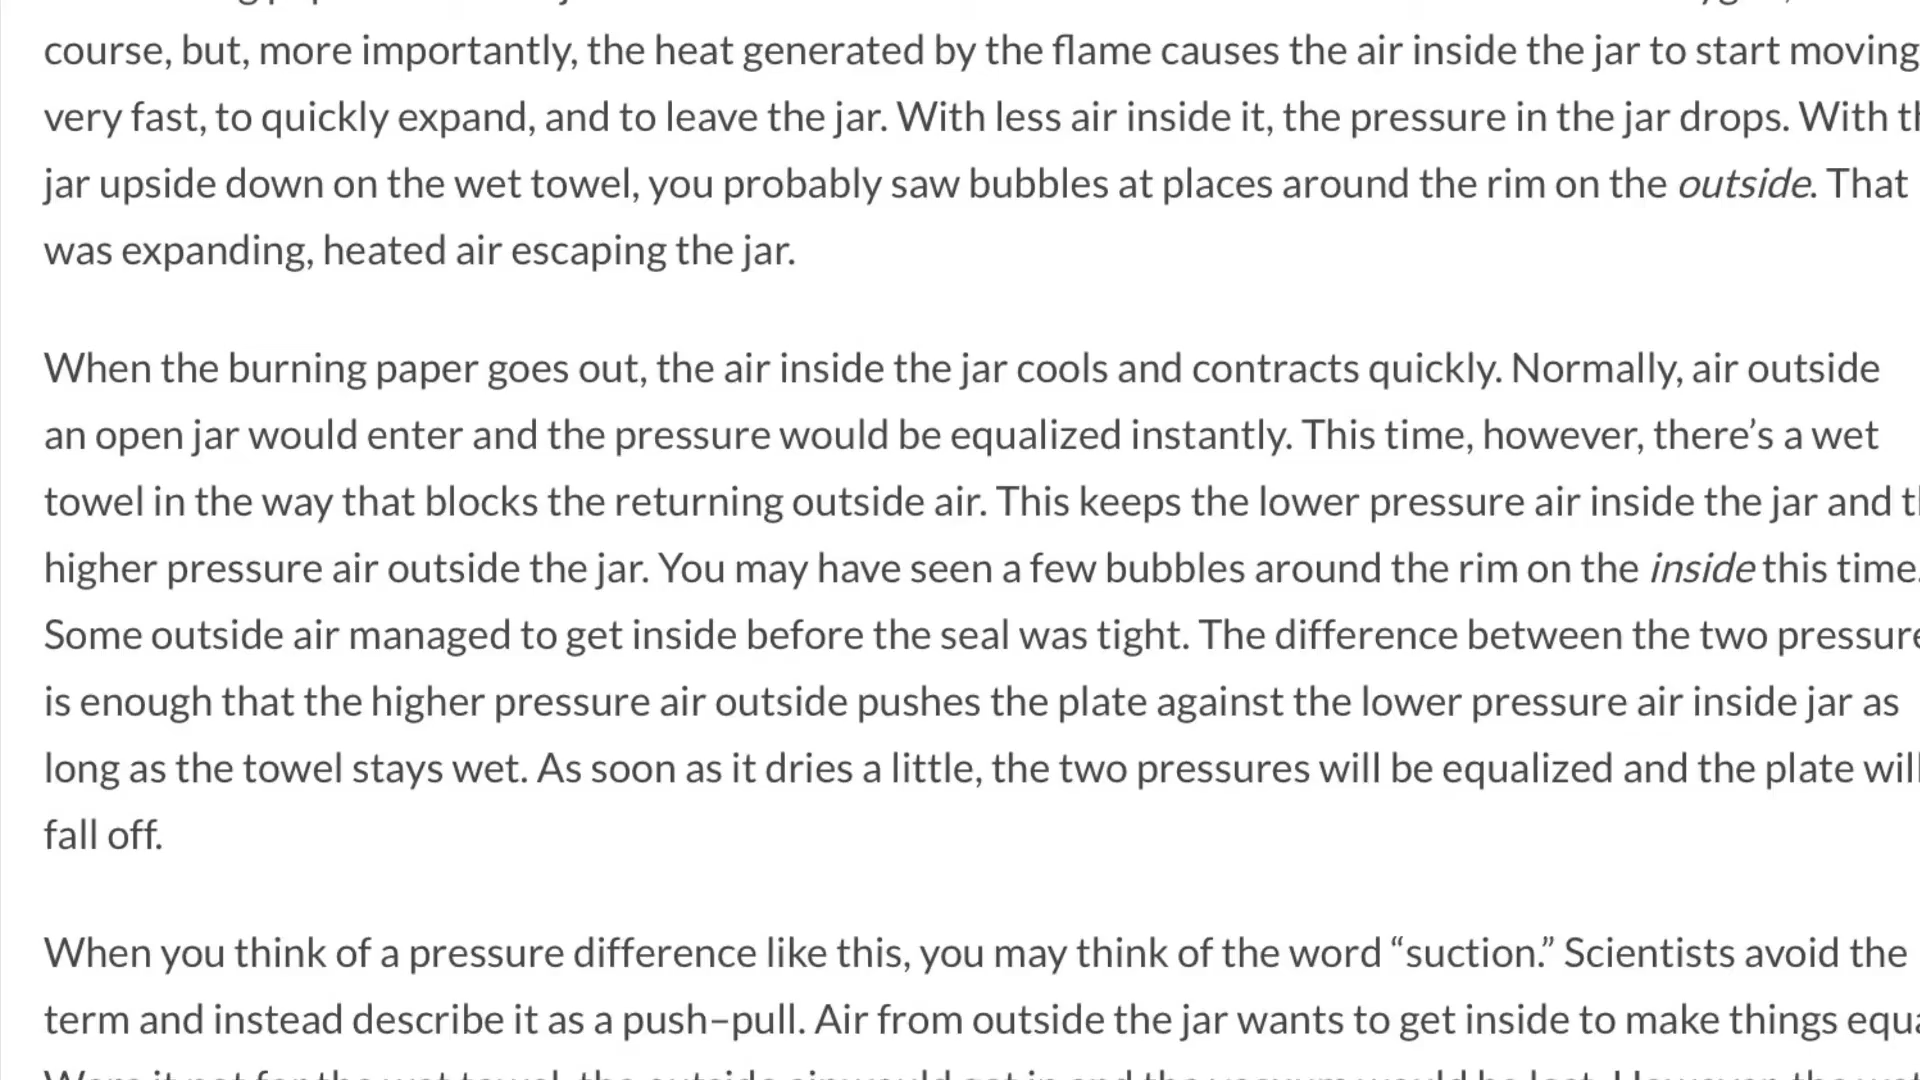 course, but, more importantly, the heat generated by the flame causes the air inside the jar to start moving
very fast, to quickly expand, and to leave the jar. With less air inside it, the pressure in the jar drops. With
jar upside down on the wet towel, you probably saw bubbles at places around the rim on the outside. That
was expanding, heated air escaping the jar.
When the burning paper goes out, the air inside the jar cools and contracts quickly. Normally, air outside
an open jar would enter and the pressure would be equalized instantly. This time, however, there’s a wet
towel in the way that blocks the returning outside air. This keeps the lower pressure air inside the jar and
higher pressure air outside the jar. You may have seen a few bubbles around the rim on the inside this time.
Some outside air managed to get inside before the seal was tight. The difference between the two
is enough that the higher pressure air outside pushes the plate against the lower pressure air inside jar as
long as the towel stays wet. As soon as it dries a little, the two pressures will be equalized and the plate will
fall off.
When you think of a pressure difference like this, you may think of the word “suction.” Scientists avoid the
term and instead describe it as a push–pull. Air from outside the jar wants to get inside to make things